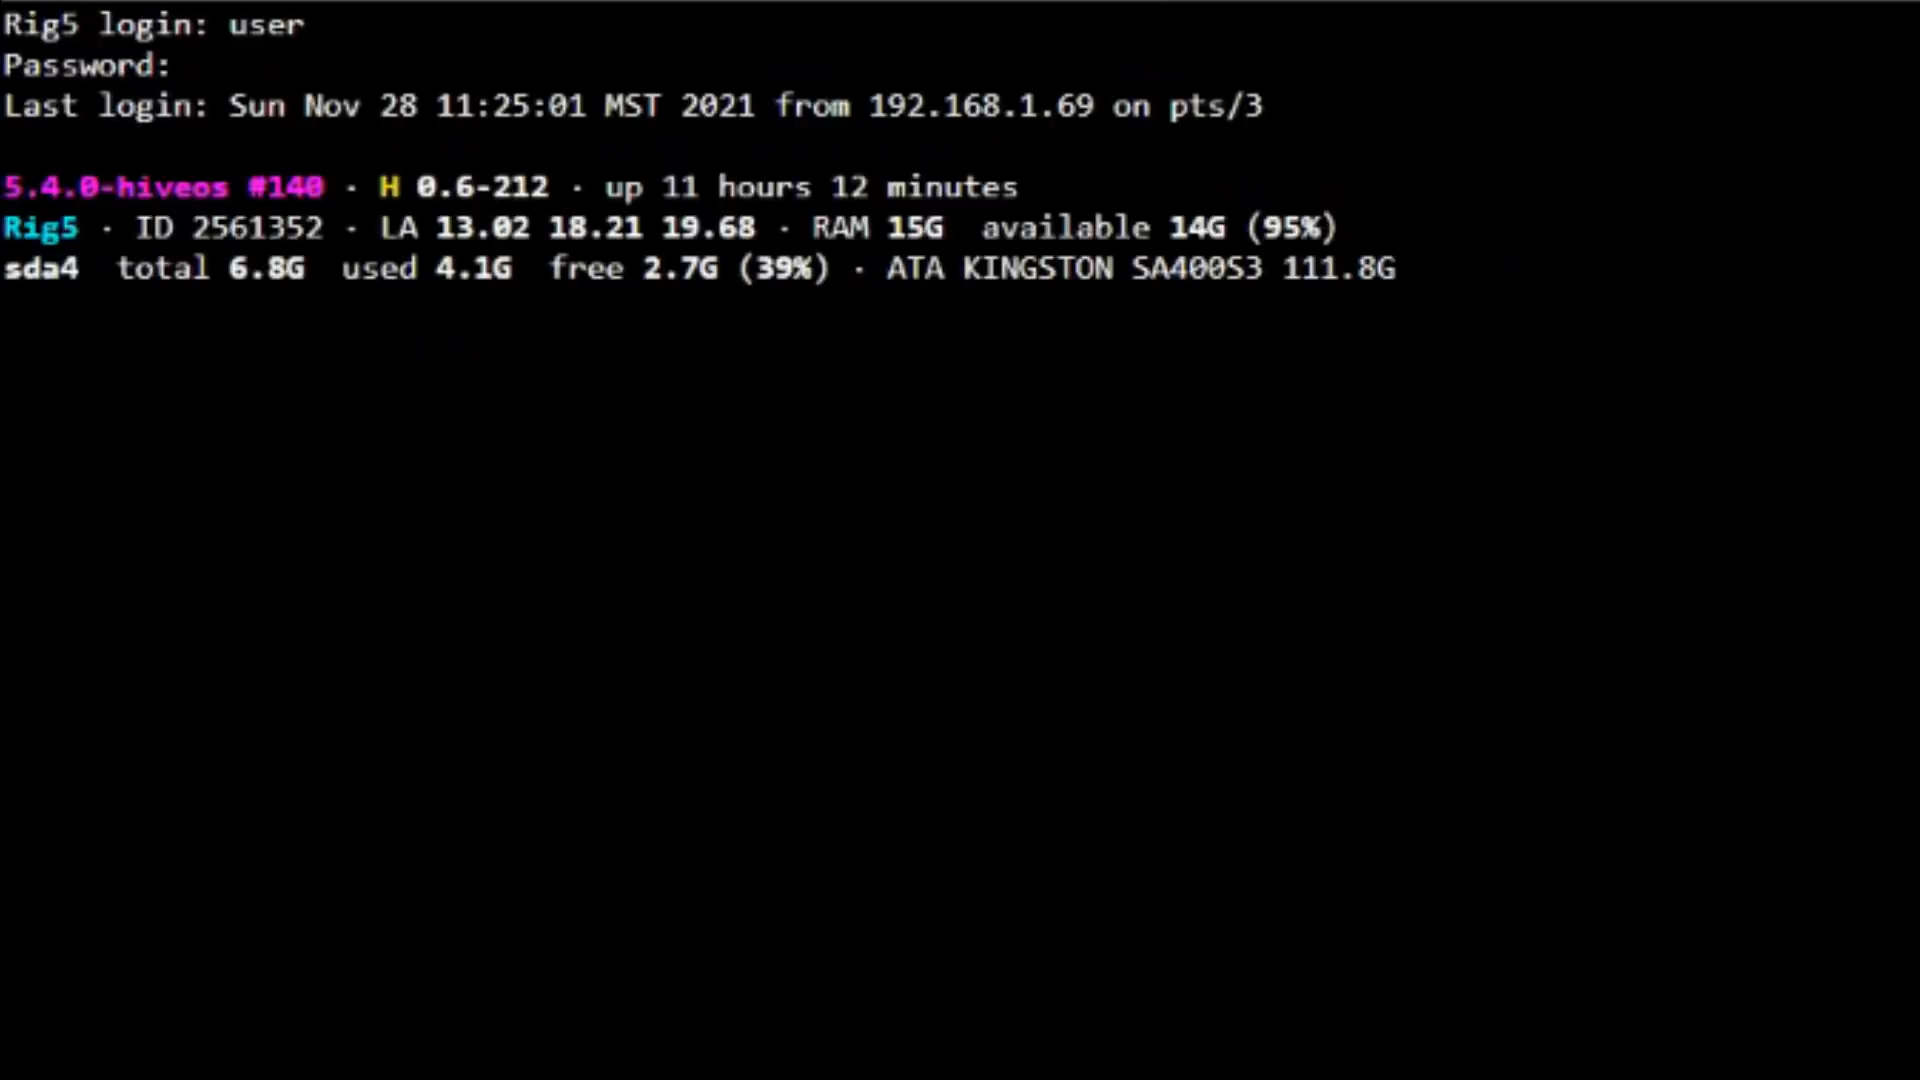 Rig5 login: user
Password:
Last login: Sun Nov 28 11:25:01 MST 2021 from 192.168.1.69 on pts/3
5.4.0-hiveos #140 · H 0.6-212 · up 11 hours 12 minutes
Rig5 · ID 2561352 · LA 13.02 18.21 19.68 · RAM 15G  available 14G (95%)
sda4  total 6.8G  used 4.1G  free 2.7G (39%) · ATA KINGSTON SA400S3 111.8G